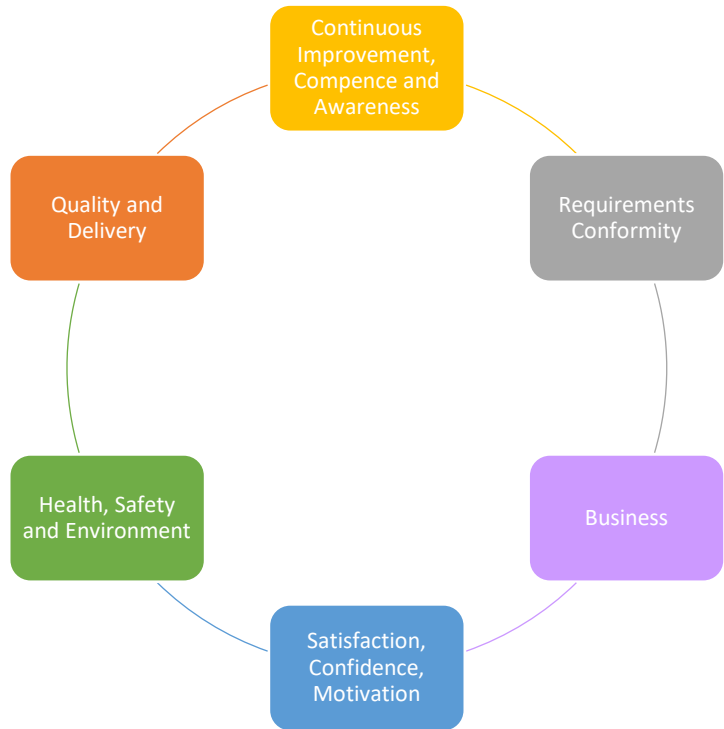 Continuous
Improvement,
Compence and
Awareness
Requirements
Conformity
Business
Satisfaction,
Confidence,
Motivation
Health, Safety
and Environment
Quality and
Delivery